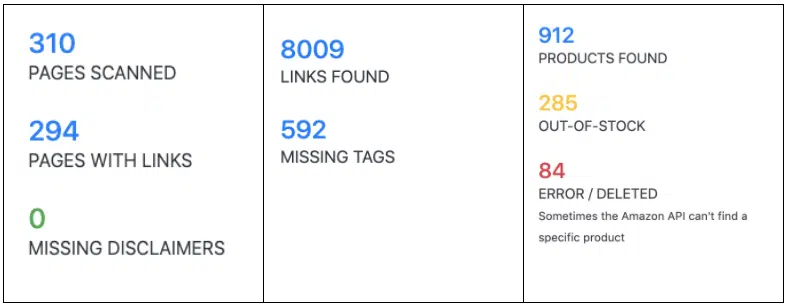 310
PAGES SCANNED
294
PAGES WITH LINKS
0
MISSING DISCLAIMERS
8009
LINKS FOUND
592
MISSING TAGS
912
PRODUCTS FOUND
285
OUT-OF-STOCK
84
ERROR / DELETED
Sometimes the Amazon API can't find a
specific product